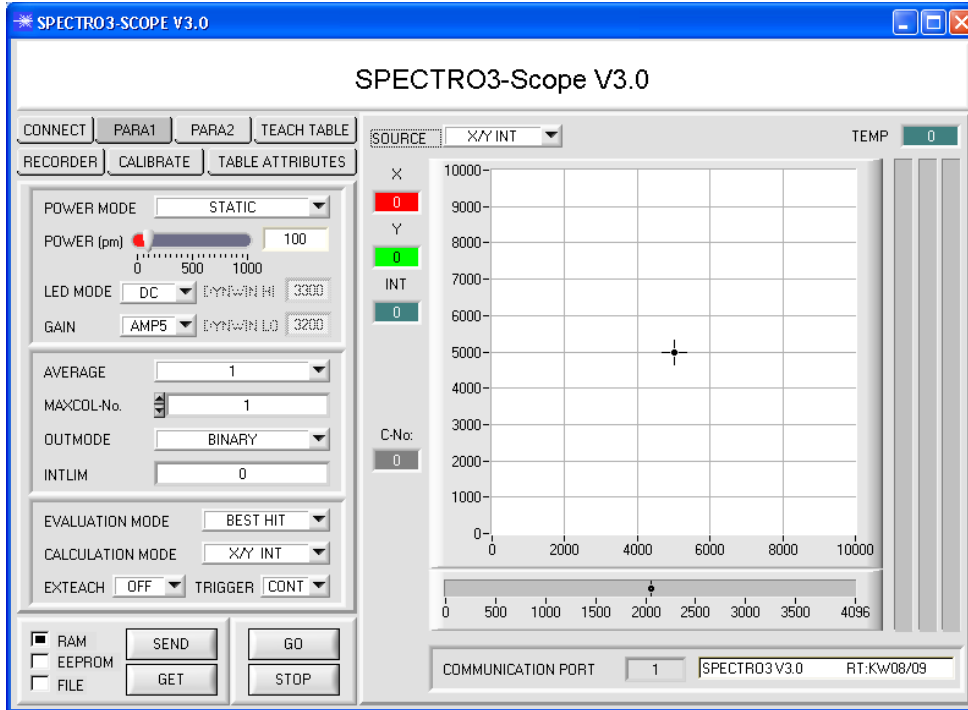 SPECTRO3-SCOPE V3.0
SPECTRO3-Scope V3.0
CONNECT PARA1 PARA2 TEACH TABLE
RECORDER CALIBRATE TABLE ATTRIBUTES
POWER MODE STATIC
POWER (pm) 100
0 500 1000
LED MODE DC DYNWIN HI 3300
GAIN AMP5 DYNWIN LO 3200
AVERAGE 1
MAXCOL-No. 1
OUTMODE BINARY
INTLIM 0
EVALUATION MODE BEST HIT
CALCULATION MODE X/Y INT
EXTEACH OFF TRIGGER CONT
RAM
EEPROM
FILE
SEND GO
GET STOP
SOURCE X/Y INT TEMP 0
X
0
Y
0
INT
0
C-No:
0
10000
9000
8000
7000
6000
5000
4000
3000
2000
1000
0
0 2000 4000 6000 8000 10000
0 500 1000 1500 2000 2500 3000 3500 4096
COMMUNICATION PORT 1 SPECTRO3 V3.0 RT:KW08/09